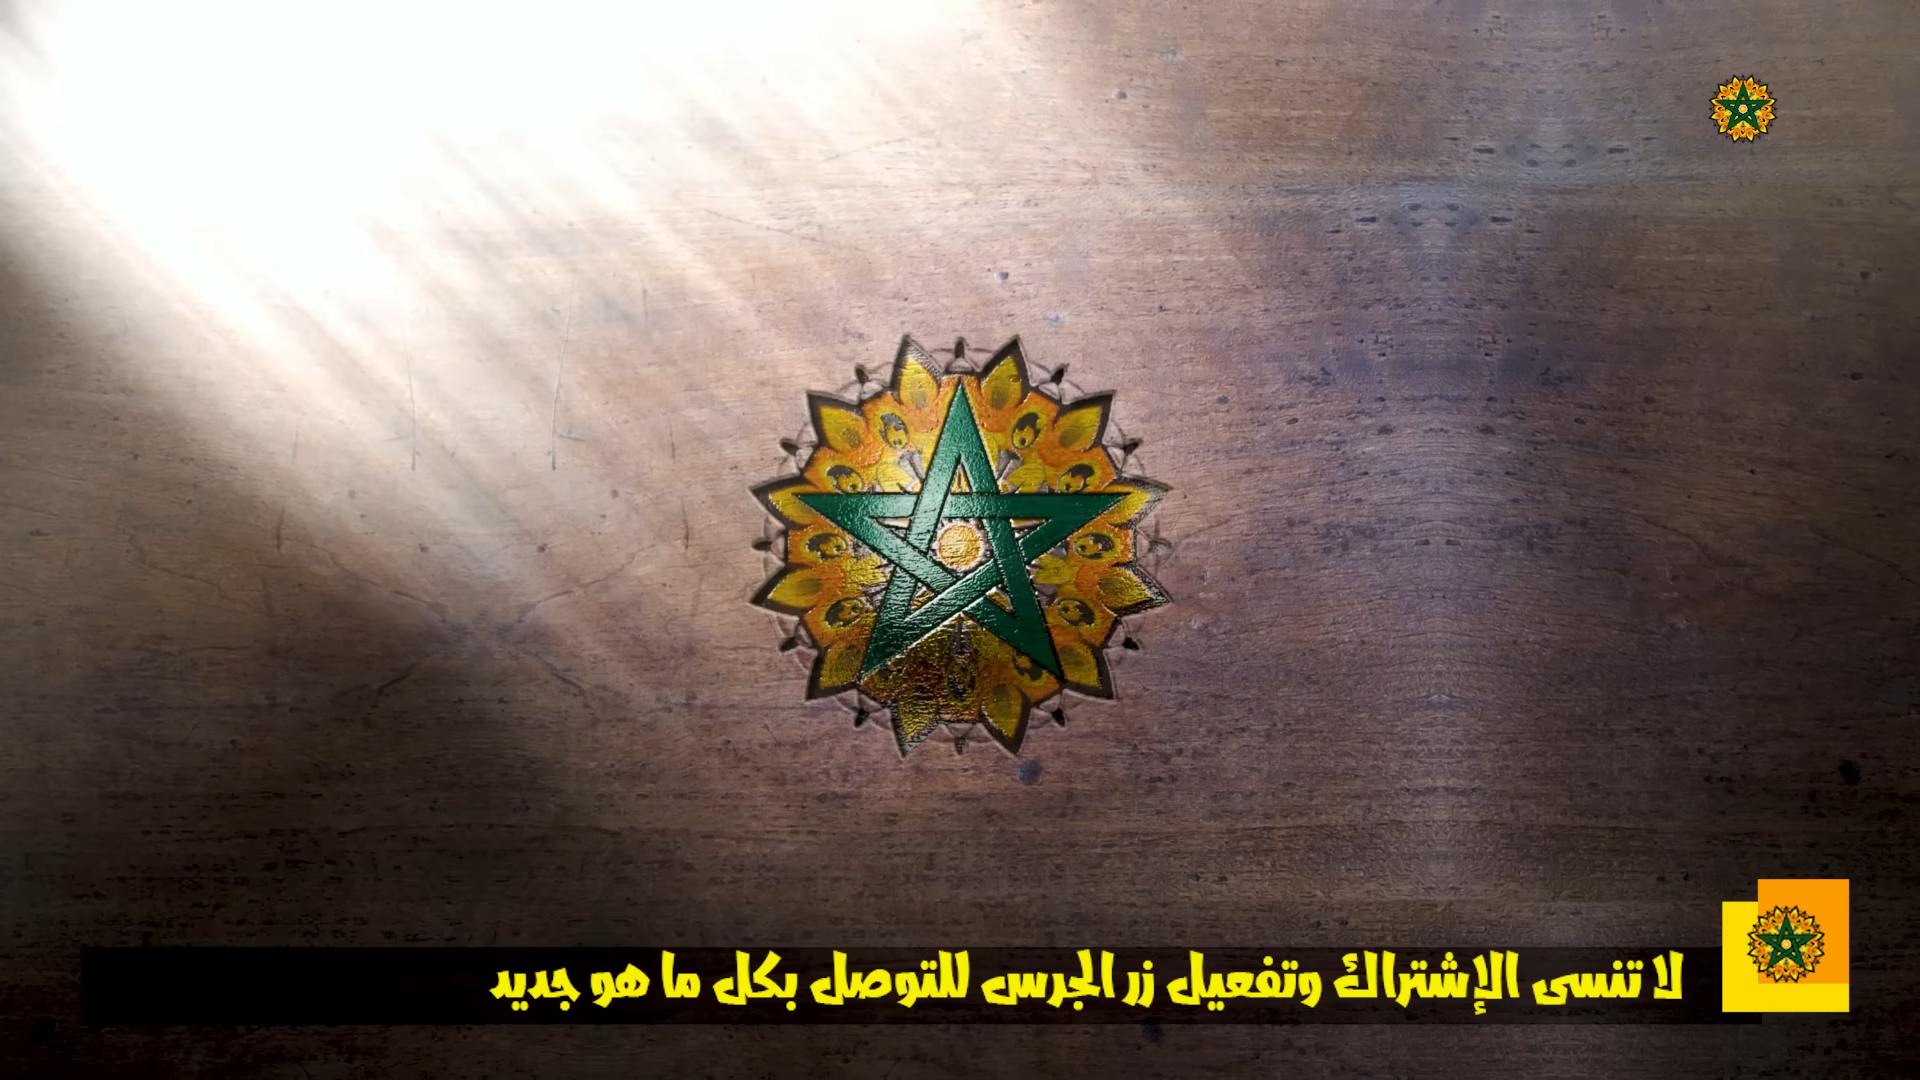 لا تنسى الإشتراك وتفعيل زر الجرس للتوصل بكل ما هو جديد